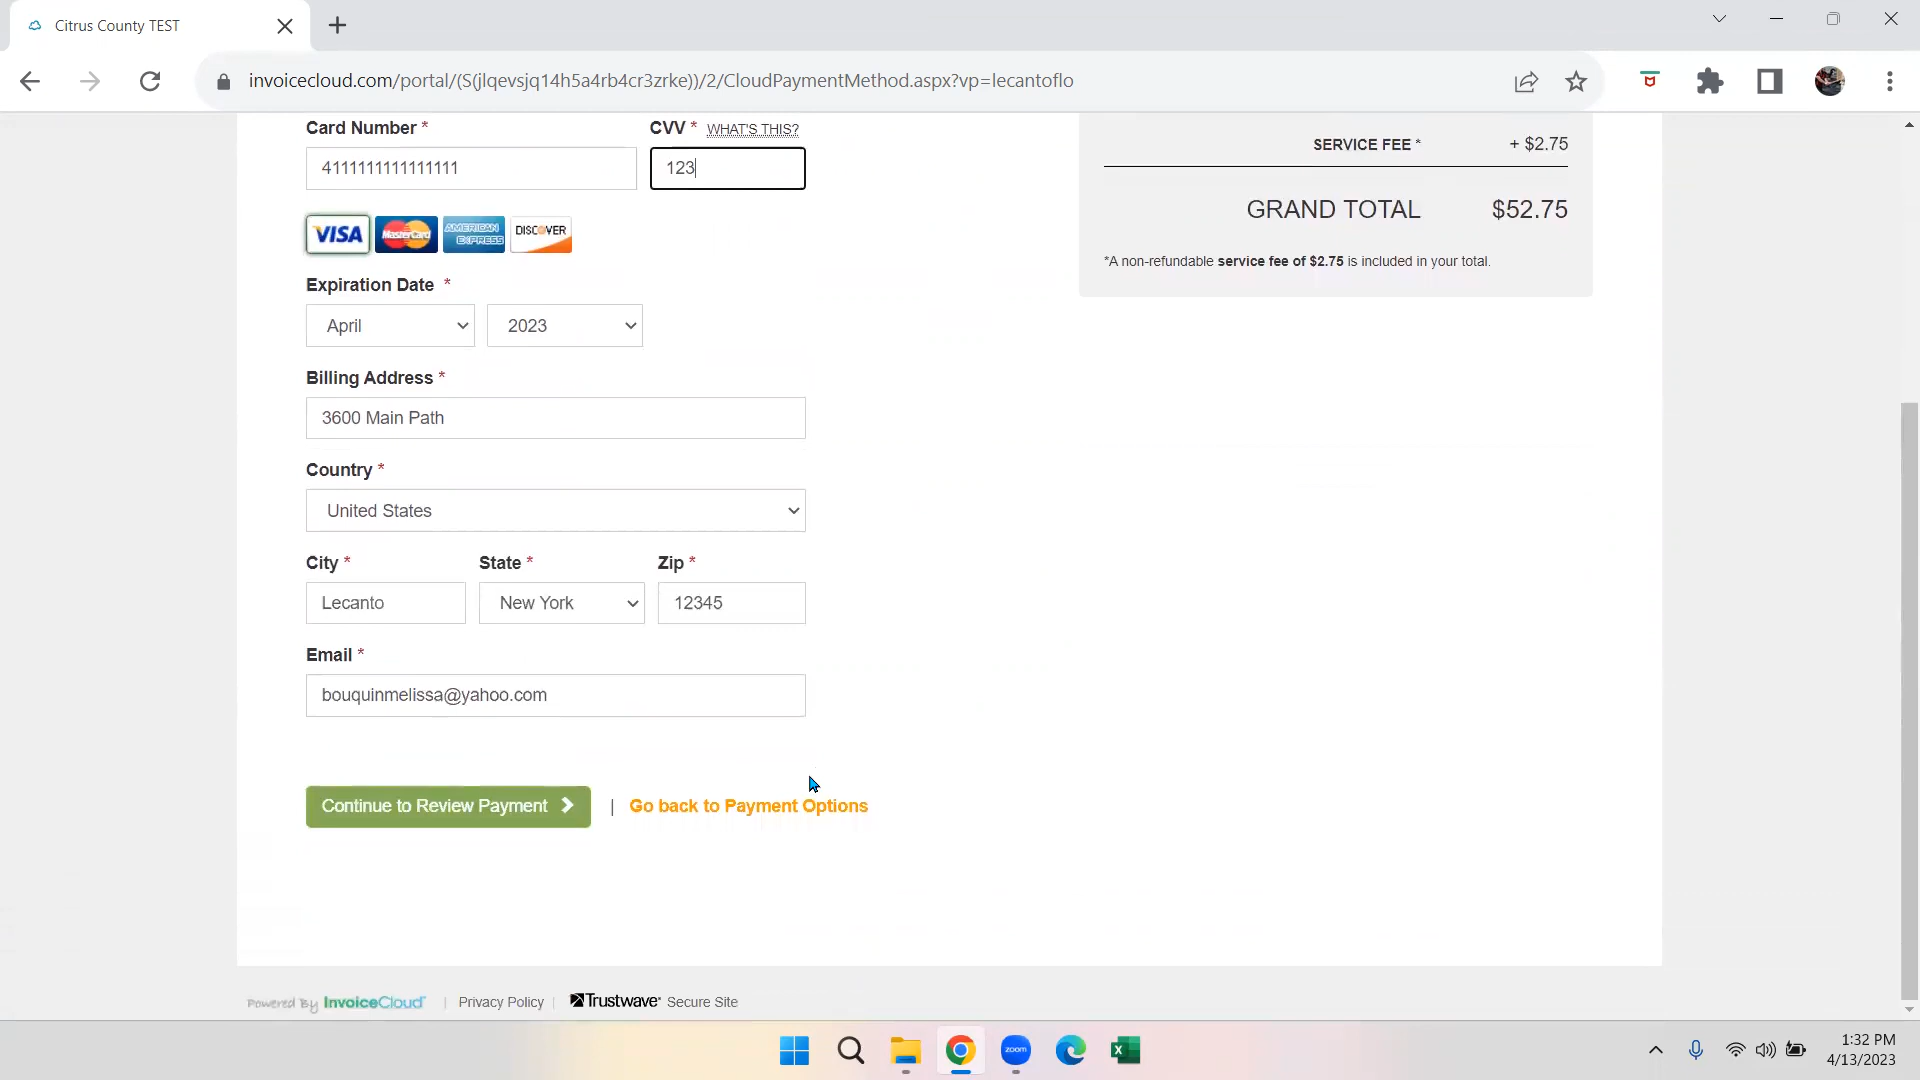 Citrus County TEST
invoicecloud.com/portal/(S(jlqevsjq14h5a4rb4cr3zrke))/2/CloudPaymentMethod.aspx?vp=lecantoflo
Card Number * CVV * WHAT'S THIS?
4111111111111111 123
VISA MasterCard AMERICAN EXPRESS DISCOVER
Expiration Date *
April 2023
Billing Address *
3600 Main Path
Country *
United States
City * State * Zip *
Lecanto New York 12345
Email *
bouquinmelissa@yahoo.com
Continue to Review Payment | Go back to Payment Options
SERVICE FEE * + $2.75
GRAND TOTAL $52.75
*A non-refundable service fee of $2.75 is included in your total.
Powered By InvoiceCloud | Privacy Policy | Trustwave Secure Site
zoom
1:32 PM
4/13/2023